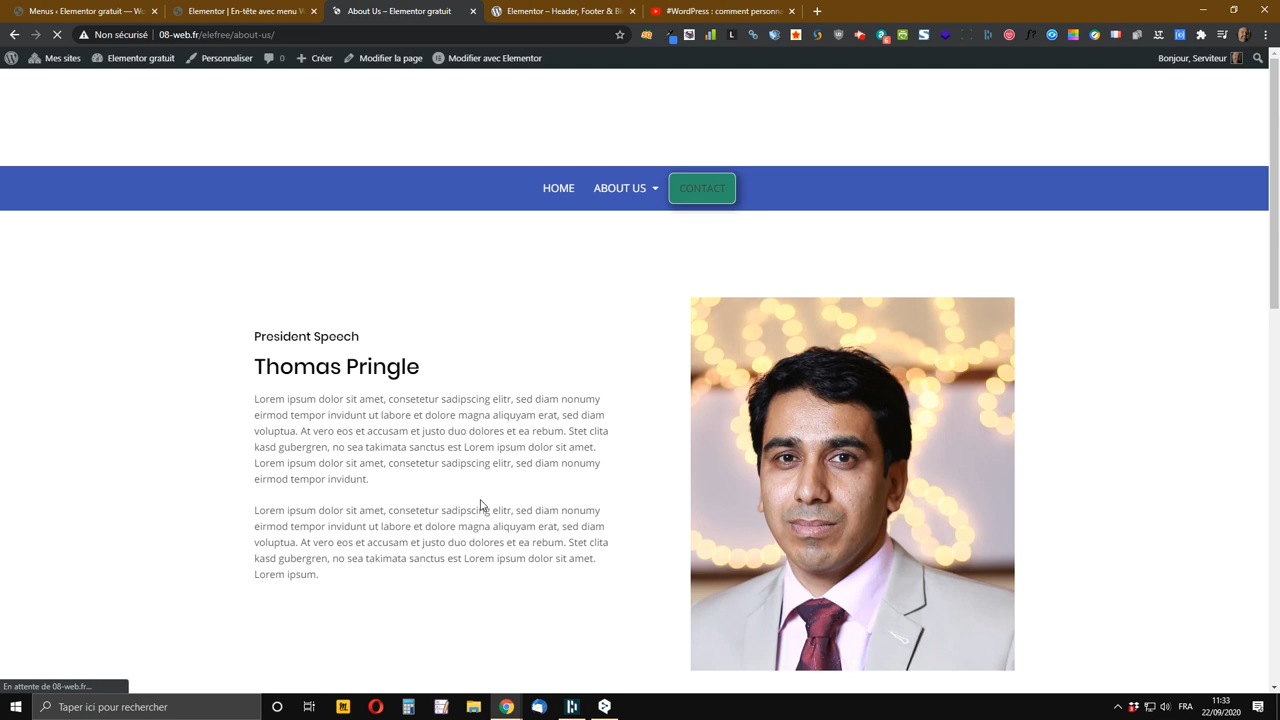 Menus ‹ Elementor gratuit — Wo
Elementor | En-tête avec menu V
About Us – Elementor gratuit
Elementor – Header, Footer & Bl
#WordPress : comment personn
Non sécurisé
08-web.fr/elefree/about-us/
Mes sites
Elementor gratuit
Personnaliser
0
Créer
Modifier la page
Modifier avec Elementor
Bonjour, Serviteur
HOME
ABOUT US
CONTACT
President Speech
Thomas Pringle
Lorem ipsum dolor sit amet, consetetur sadipscing elitr, sed diam nonumy
eirmod tempor invidunt ut labore et dolore magna aliquyam erat, sed diam
voluptua. At vero eos et accusam et justo duo dolores et ea rebum. Stet clita
kasd gubergren, no sea takimata sanctus est Lorem ipsum dolor sit amet.
Lorem ipsum dolor sit amet, consetetur sadipscing elitr, sed diam nonumy
eirmod tempor invidunt.
Lorem ipsum dolor sit amet, consetetur sadipscing elitr, sed diam nonumy
eirmod tempor invidunt ut labore et dolore magna aliquyam erat, sed diam
voluptua. At vero eos et accusam et justo duo dolores et ea rebum. Stet clita
kasd gubergren, no sea takimata sanctus est Lorem ipsum dolor sit amet.
Lorem ipsum.
En attente de 08-web.fr...
Taper ici pour rechercher
FRA
11:33
22/09/2020